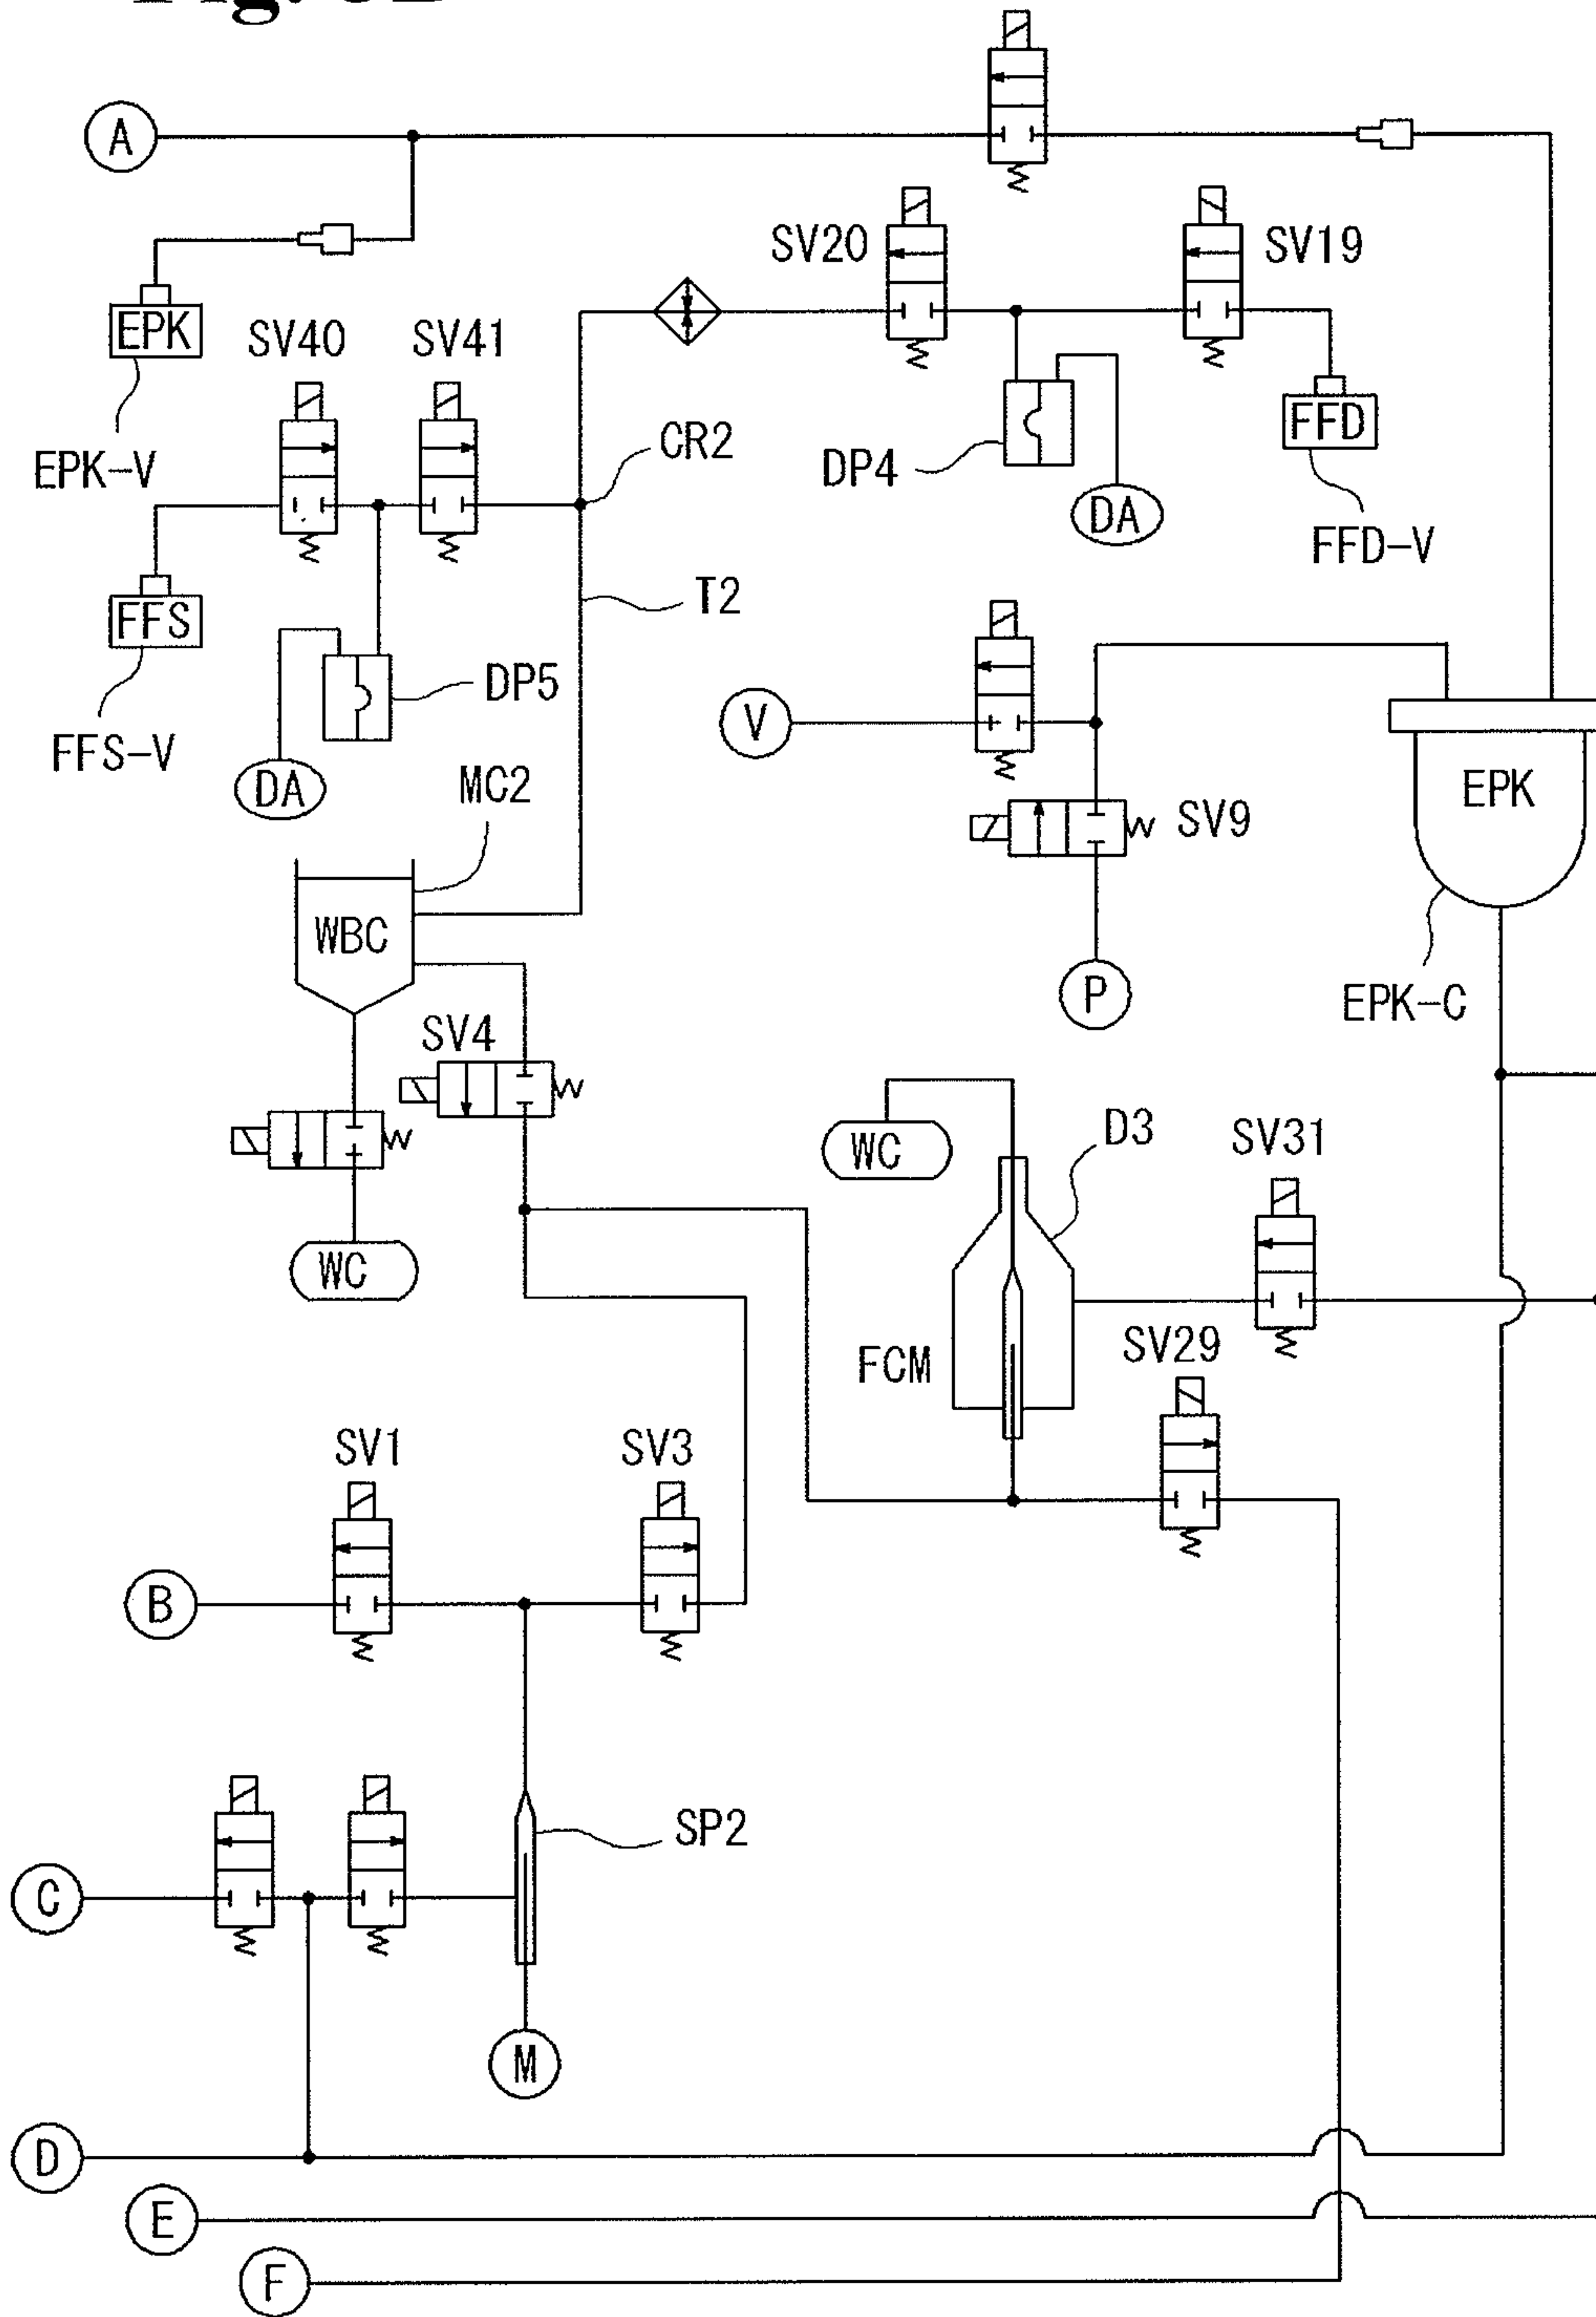 A
SV20
SV19
EPK
SV40
SV41
EPK-V
CR2
DP4
FFD
DA
FFD-V
FFS
T2
DP5
FFS-V
DA
MC2
V
EPK
WBC
SV9
P
EPK-C
SV4
WC
D3
SV31
WC
FCM
SV29
SV1
SV3
B
SP2
C
M
D
E
F